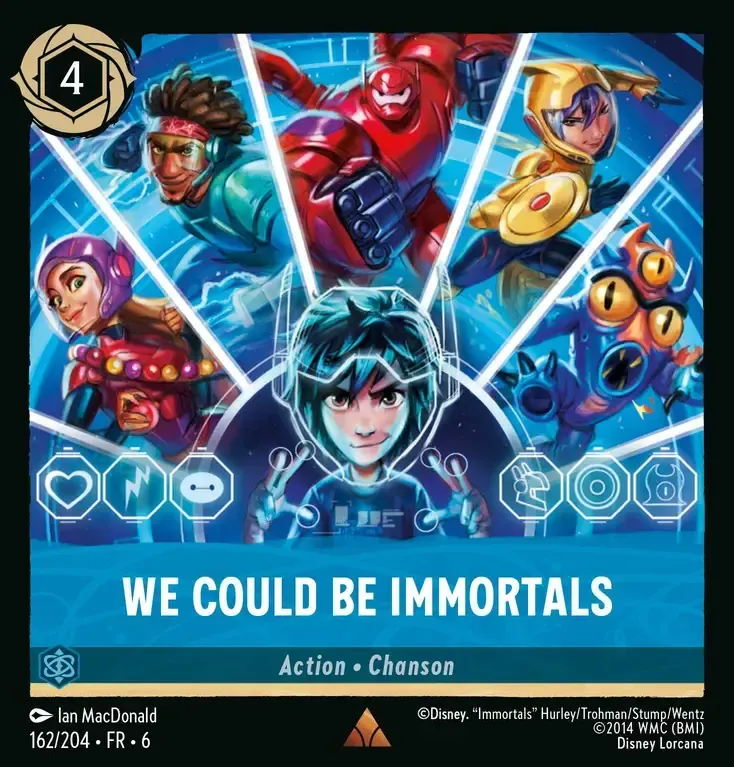 4
WE COULD BE IMMORTALS
Action • Chanson
Ian MacDonald
162/204 • FR • 6
©Disney. “Immortals” Hurley/Trohman/Stump/Wentz
©2014 WMC (BMI)
Disney Lorcana